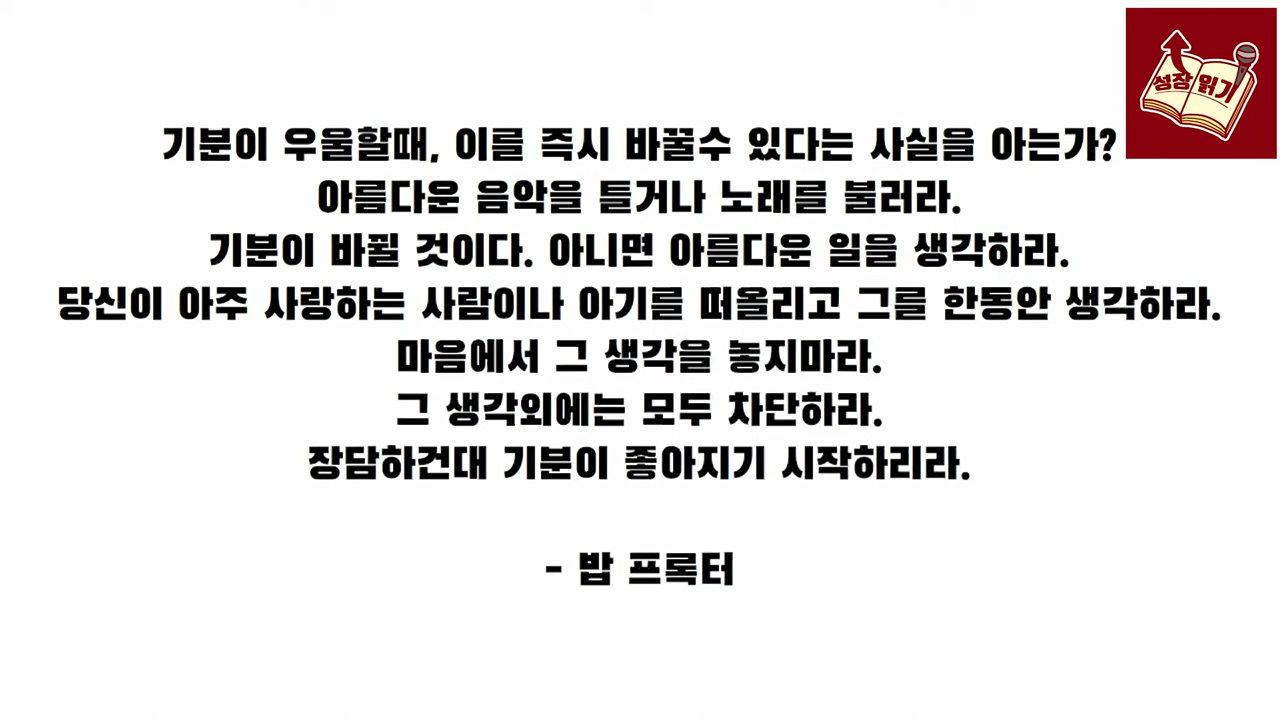 성장 읽기
기분이 우울할때, 이를 즉시 바꿀수 있다는 사실을 아는가?
아름다운 음악을 틀거나 노래를 불러라.
기분이 바뀔 것이다. 아니면 아름다운 일을 생각하라.
당신이 아주 사랑하는 사람이나 아기를 떠올리고 그를 한동안 생각하라.
마음에서 그 생각을 놓지마라.
그 생각외에는 모두 차단하라.
장담하건대 기분이 좋아지기 시작하리라.
- 밥 프록터